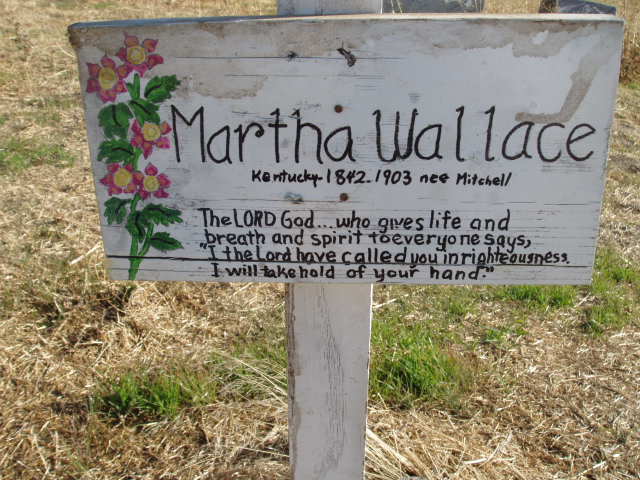 Martha Wallace
Kentucky-1842-1903 nee Mitchell
The LORD God...who gives life and
breath and spirit to everyone says,
"I the Lord have called you in righteousness.
I will take hold of your hand."